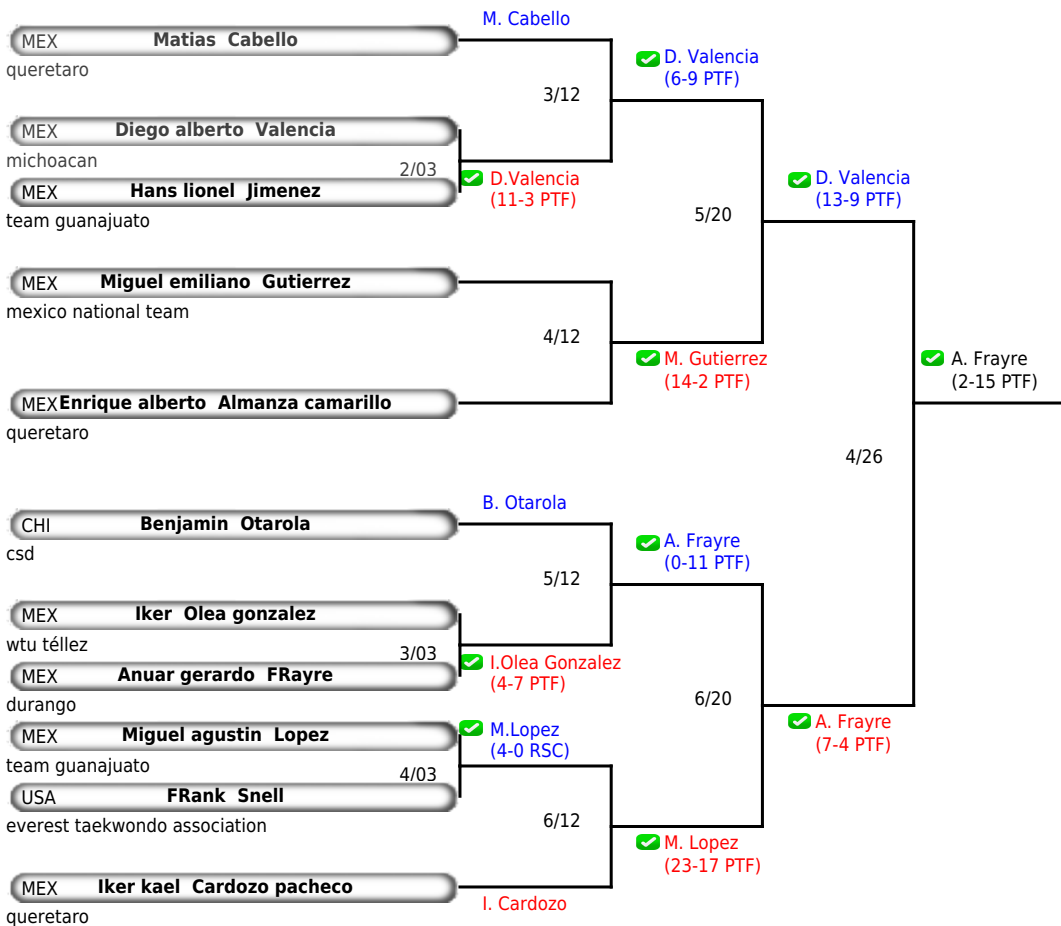 M. Cabello
MEX Matias Cabello
queretaro
D. Valencia
(6-9 PTF)
3/12
MEX Diego alberto Valencia
michoacan
2/03
D.Valencia
(11-3 PTF)
MEX Hans lionel Jimenez
team guanajuato
D. Valencia
(13-9 PTF)
5/20
MEX Miguel emiliano Gutierrez
mexico national team
4/12
M. Gutierrez
(14-2 PTF)
A. Frayre
(2-15 PTF)
MEX Enrique alberto Almanza camarillo
queretaro
4/26
B. Otarola
CHI Benjamin Otarola
csd
A. Frayre
(0-11 PTF)
5/12
MEX Iker Olea gonzalez
wtu téllez
3/03
I.Olea Gonzalez
(4-7 PTF)
MEX Anuar gerardo FRayre
durango
6/20
A. Frayre
(7-4 PTF)
MEX Miguel agustin Lopez
team guanajuato
M.Lopez
(4-0 RSC)
4/03
USA FRank Snell
everest taekwondo association
6/12
M. Lopez
(23-17 PTF)
MEX Iker kael Cardozo pacheco
queretaro
I. Cardozo